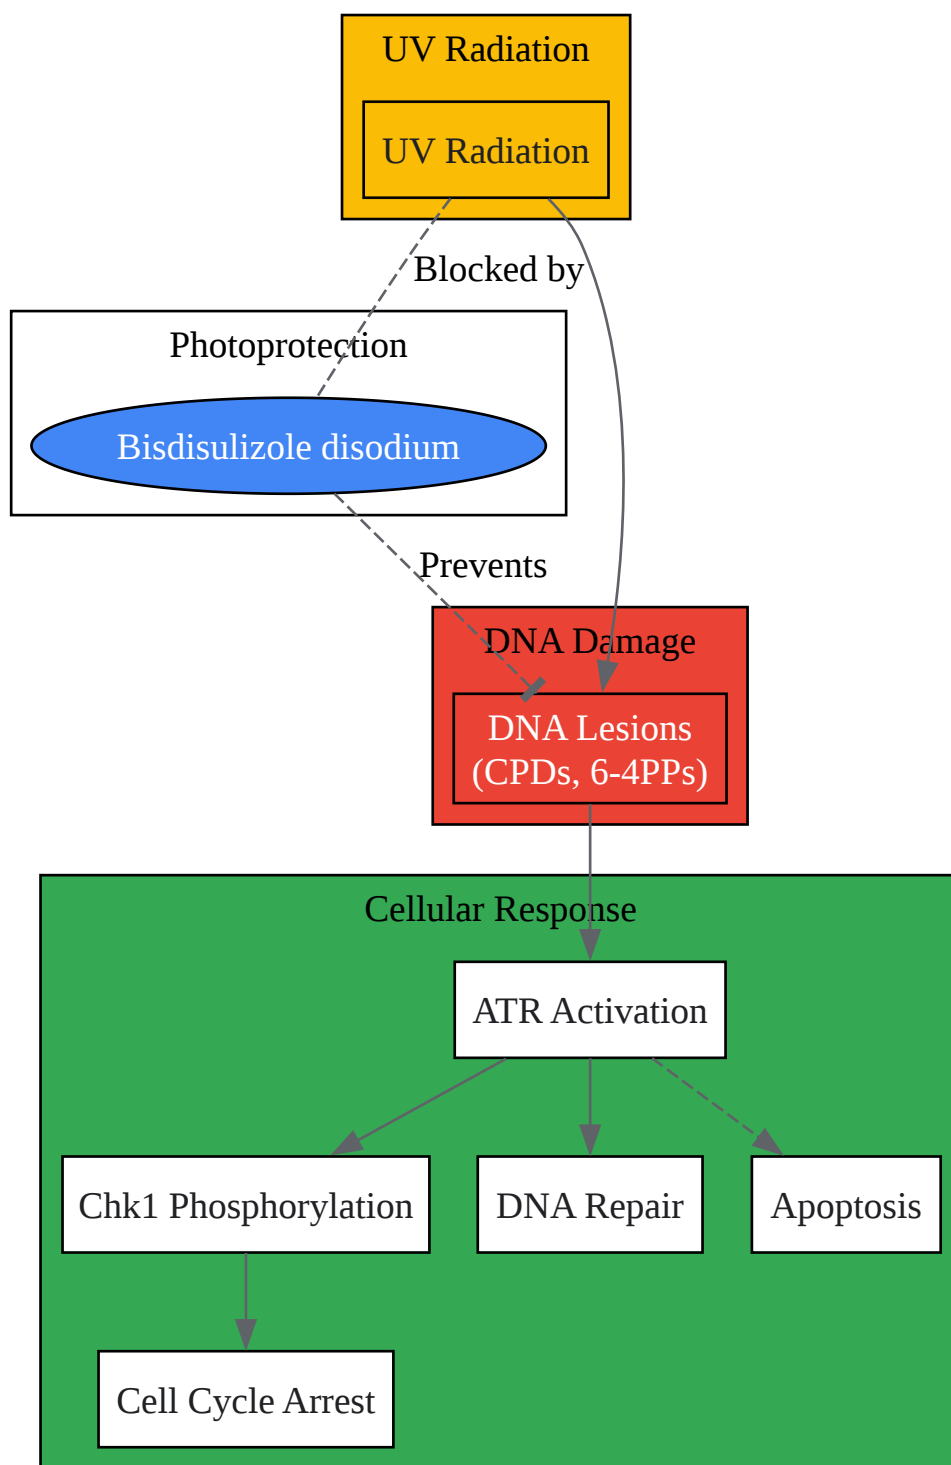 UV Radiation
UV Radiation
Blocked by
Photoprotection
Bisdisulizole disodium
Prevents
DNA Damage
DNA Lesions
(CPDs, 6-4PPs)
Cellular Response
ATR Activation
Chk1 Phosphorylation
DNA Repair
Apoptosis
Cell Cycle Arrest